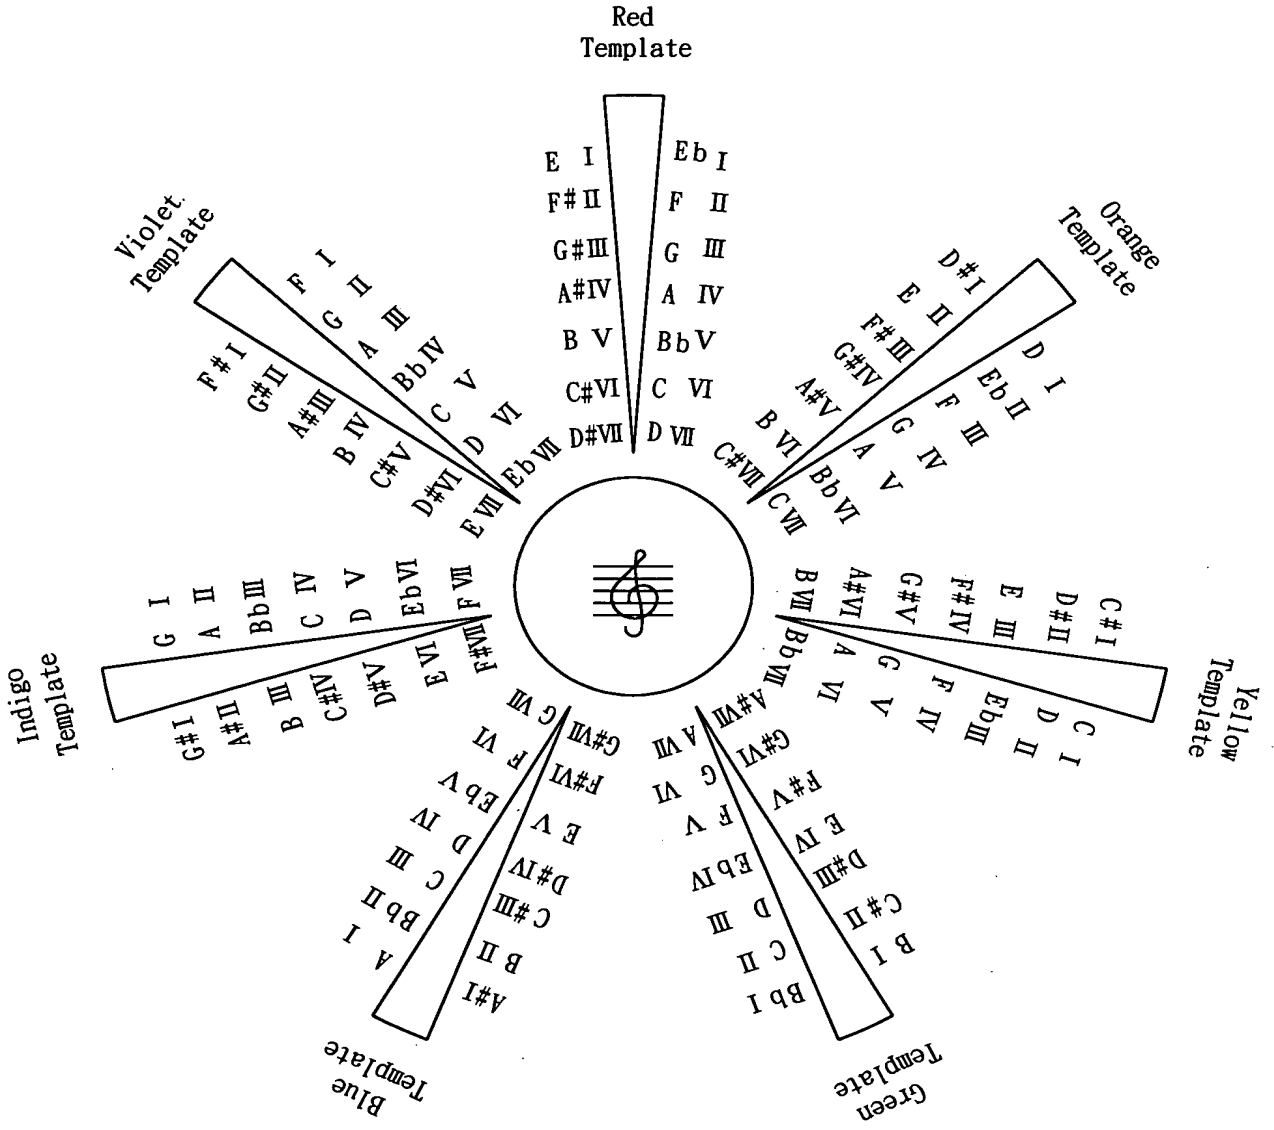 Red
Template
E I
F# II
G# III
A# IV
B V
C# VI
D# VII
Eb I
F II
G III
A IV
Bb V
C VI
D VII
Orange
Template
D# I
E II
F# III
G# IV
A# V
B VI
C# VII
D I
Eb II
F III
G IV
A V
Bb VI
C VII
Yellow
Template
C# I
D# II
E III
F# IV
G# V
A# VI
B VII
C I
D II
Eb III
F IV
G V
A VI
Bb VII
Green
Template
B I
C# II
D# III
E IV
F# V
G# VI
A# VII
Bb I
C II
D III
Eb IV
F V
G VI
A VII
Blue
Template
A# I
B II
C# III
D# IV
E V
F# VI
G# VII
A I
Bb II
C III
D IV
Eb V
F VI
G VII
Indigo
Template
G# I
A# II
B III
C# IV
D# V
E VI
F# VII
G I
A II
Bb III
C IV
D V
Eb VI
F VII
Violet.
Template
F# I
G# II
A# III
B IV
C# V
D# VI
E VII
F I
G II
A III
Bb IV
C V
D VI
Eb VII